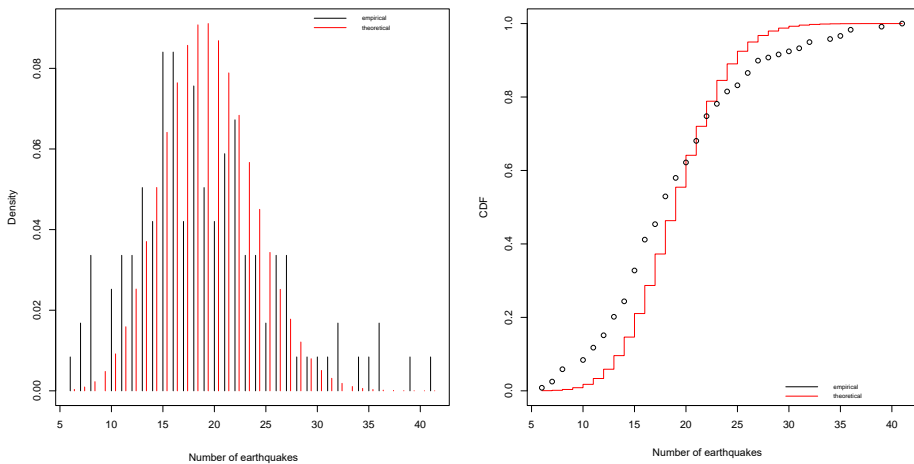 empirical
theoretical
Density
0.00 0.02 0.04 0.06 0.08
5 10 15 20 25 30 35 40
Number of earthquakes
CDF
0.0 0.2 0.4 0.6 0.8 1.0
empirical
theoretical
5 10 15 20 25 30 35 40
Number of earthquakes